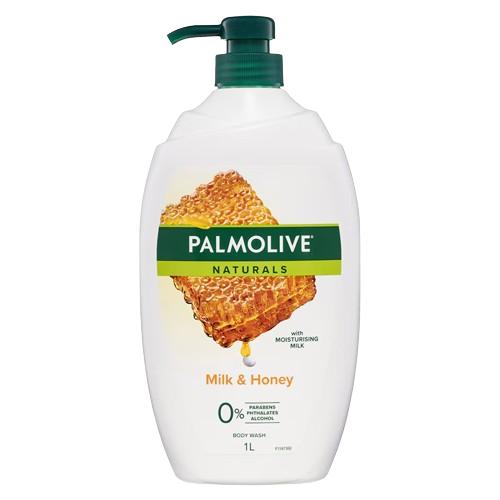 PALMOLIVE®
NATURALS
with
MOISTURISING
MILK
Milk & Honey
0%
PARABENS
PHTHALATES
ALCOHOL
BODY WASH
1L